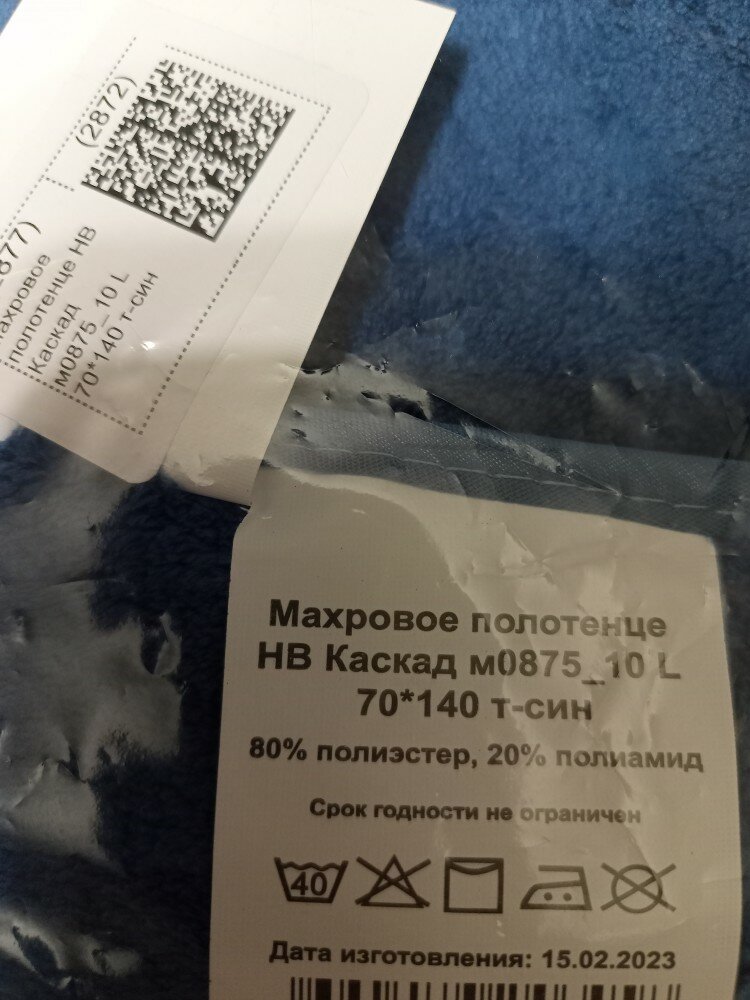 (2872)
877)
полотенце НВ
Каскад
м0875_10 L
70*140 т-син
Махровое полотенце
НВ Каскад м0875_10 L
70*140 т-син
80% полиэстер, 20% полиамид
Срок годности не ограничен
40
Дата изготовления: 15.02.2023